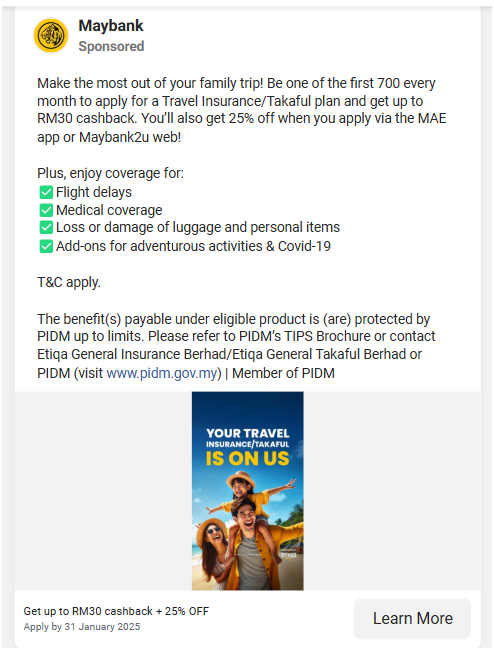 Maybank
Sponsored
Make the most out of your family trip! Be one of the first 700 every
month to apply for a Travel Insurance/Takaful plan and get up to
RM30 cashback. You’ll also get 25% off when you apply via the MAE
app or Maybank2u web!
Plus, enjoy coverage for:
✅ Flight delays
✅ Medical coverage
✅ Loss or damage of luggage and personal items
✅ Add-ons for adventurous activities & Covid-19
T&C apply.
The benefit(s) payable under eligible product is (are) protected by
PIDM up to limits. Please refer to PIDM’s TIPS Brochure or contact
Etiqa General Insurance Berhad/Etiqa General Takaful Berhad or
PIDM (visit www.pidm.gov.my) | Member of PIDM
YOUR TRAVEL
INSURANCE/TAKAFUL
IS ON US
etiqa
Get up to RM30 cashback + 25% OFF
Apply by 31 January 2025
Learn More